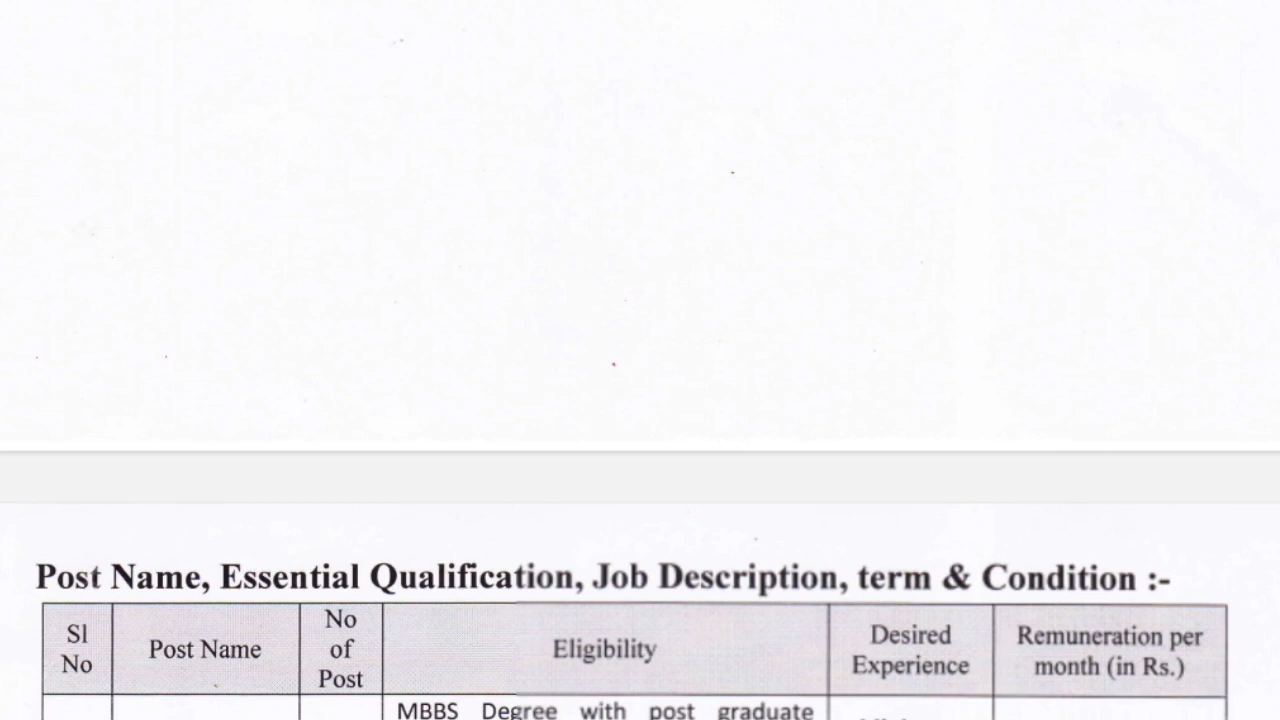 Post Name, Essential Qualification, Job Description, term & Condition :-
Sl No
Post Name
No of Post
Eligibility
Desired Experience
Remuneration per month (in Rs.)
MBBS Degree with post graduate